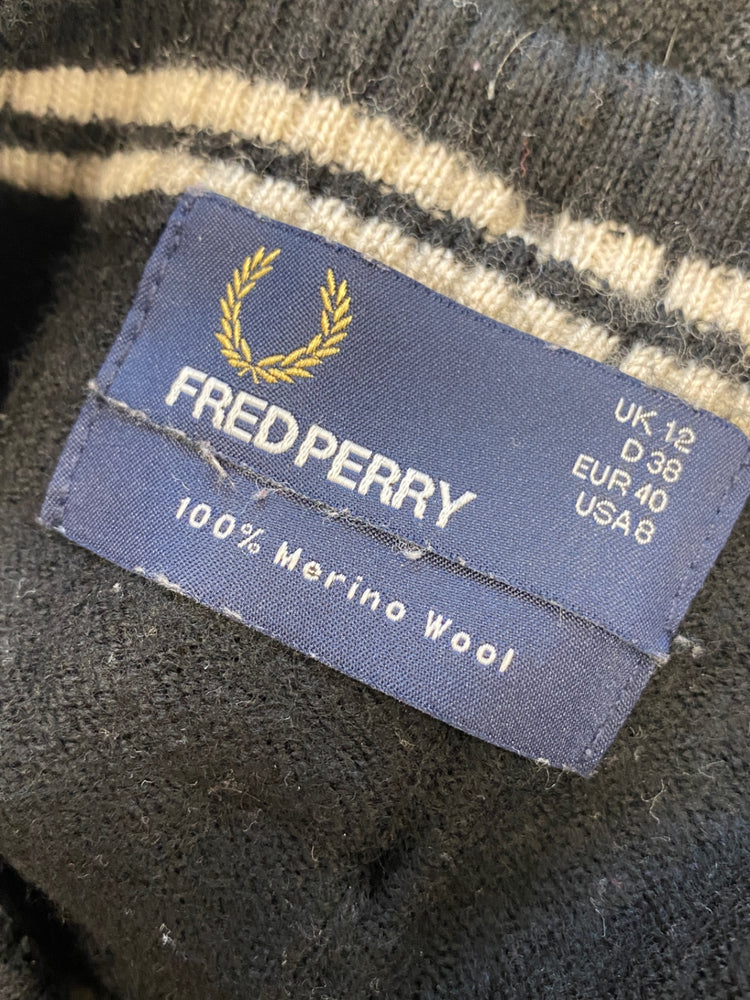 FRED PERRY
UK 12
D 38
EUR 40
USA 8
100% Merino Wool